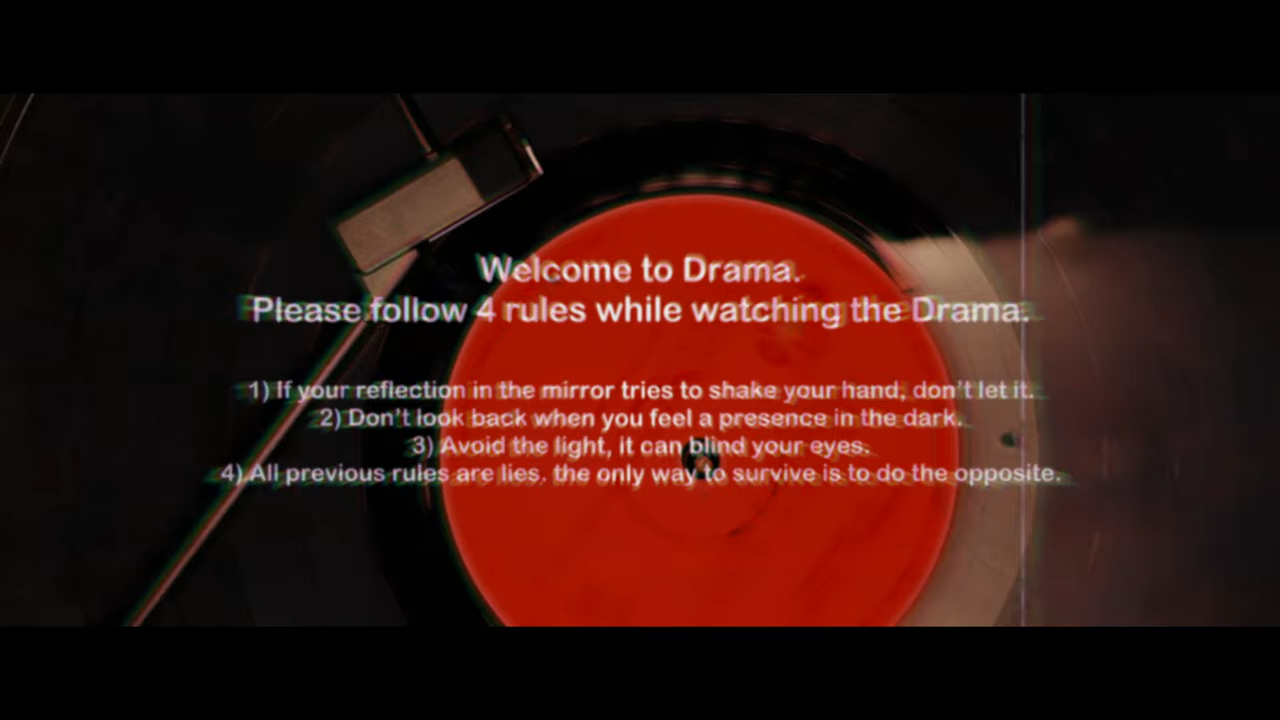 Welcome to Drama.
Please follow 4 rules while watching the Drama.
1) If your reflection in the mirror tries to shake your hand, don't let it.
2) Don't look back when you feel a presence in the dark.
3) Avoid the light, it can blind your eyes.
4) All previous rules are lies. the only way to survive is to do the opposite.